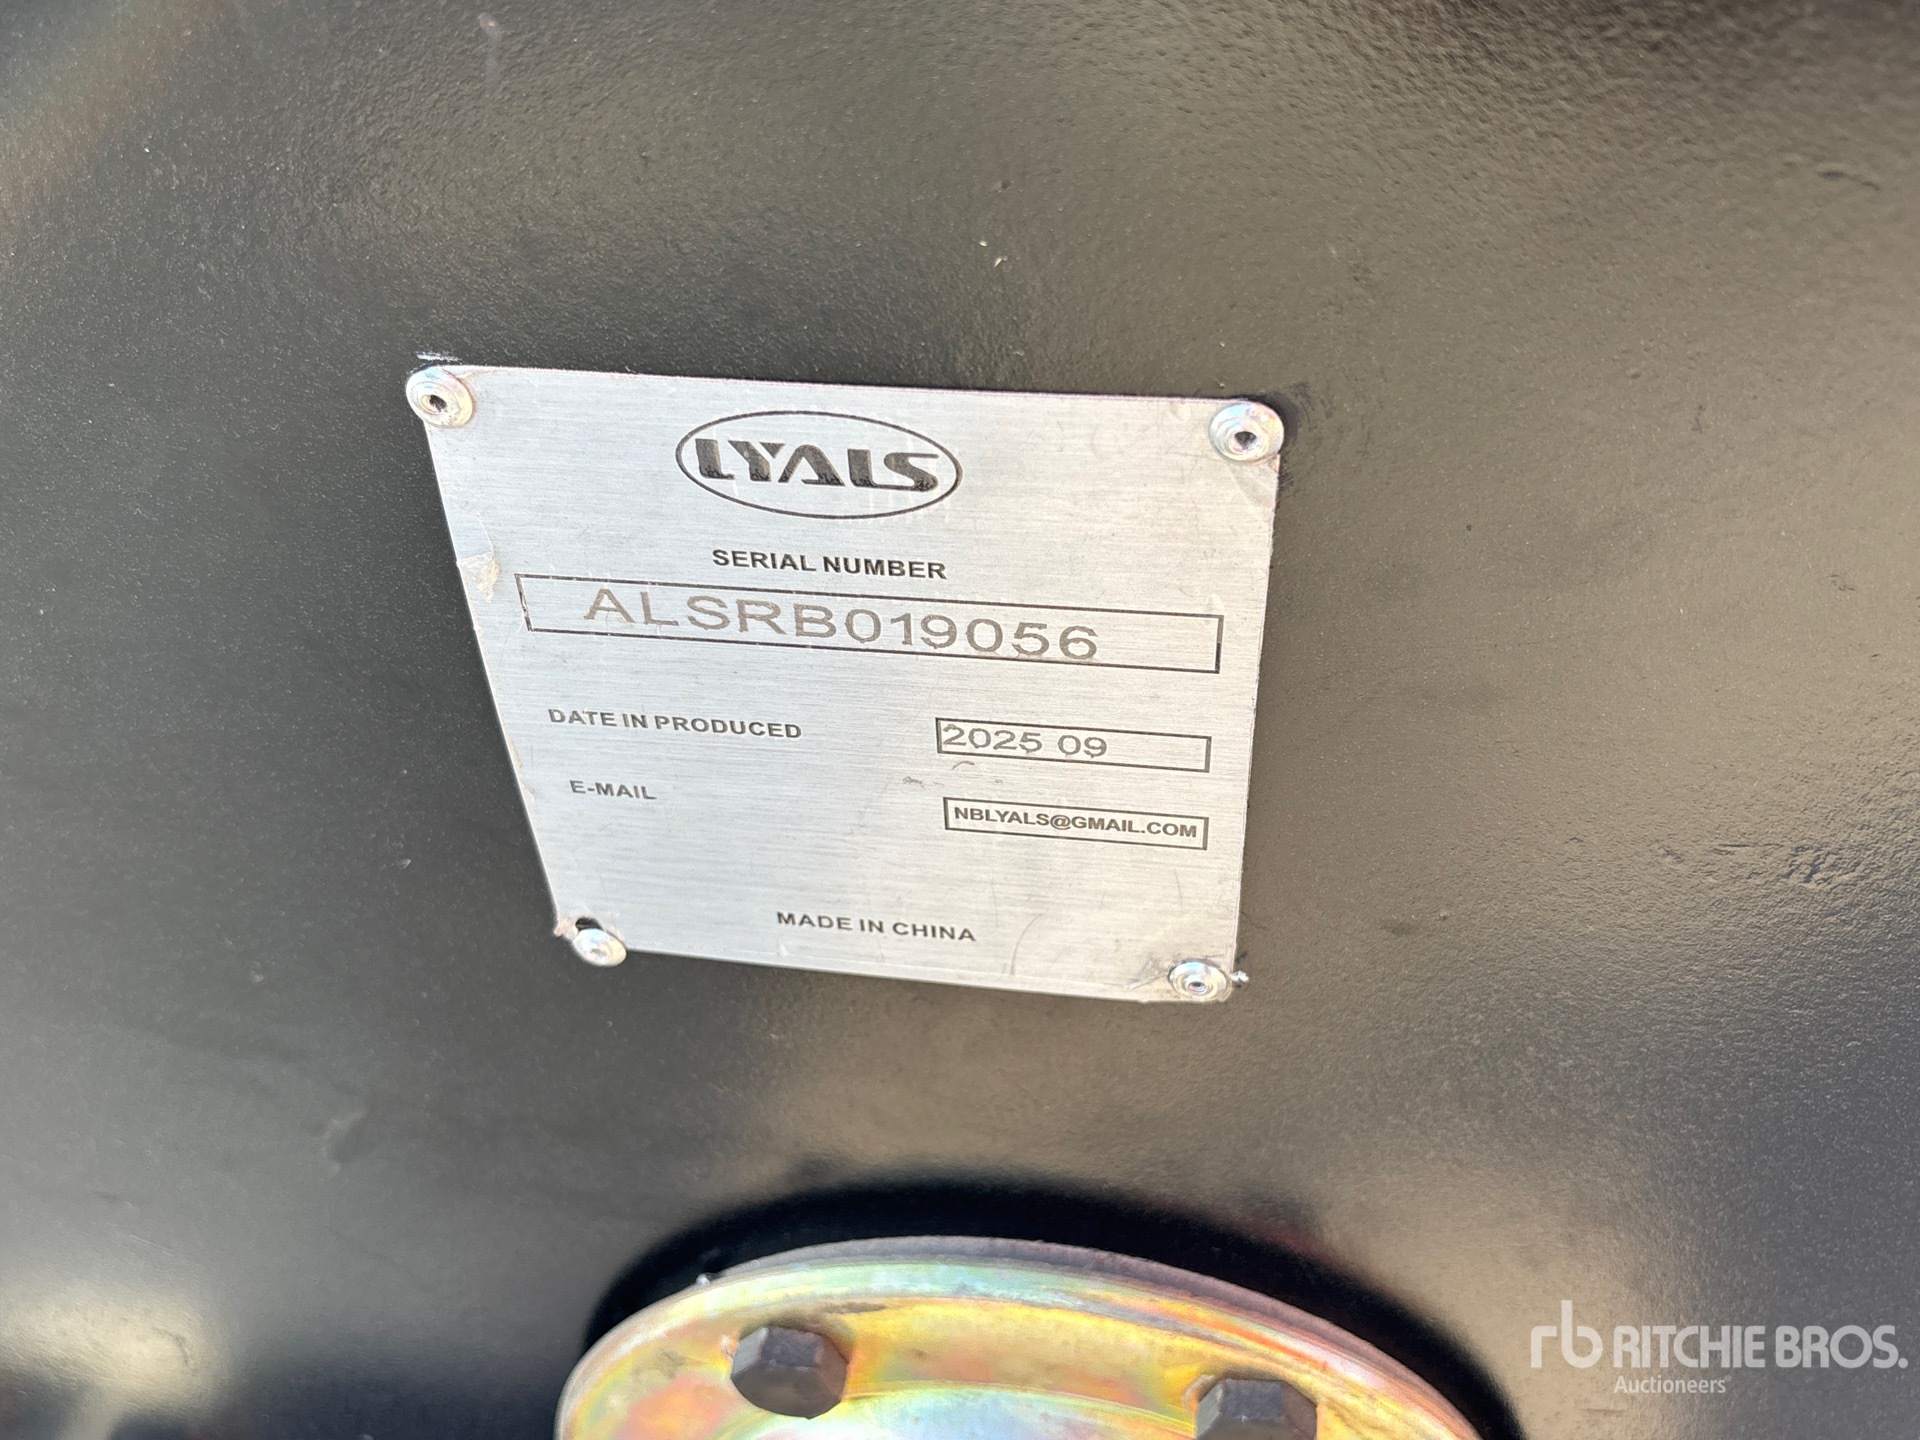 LYALS
SERIAL NUMBER
ALSRB019056
DATE IN PRODUCED 2025 09
E-MAIL NBLYALS@GMAIL.COM
MADE IN CHINA
rb RITCHIE BROS.
Auctioneers